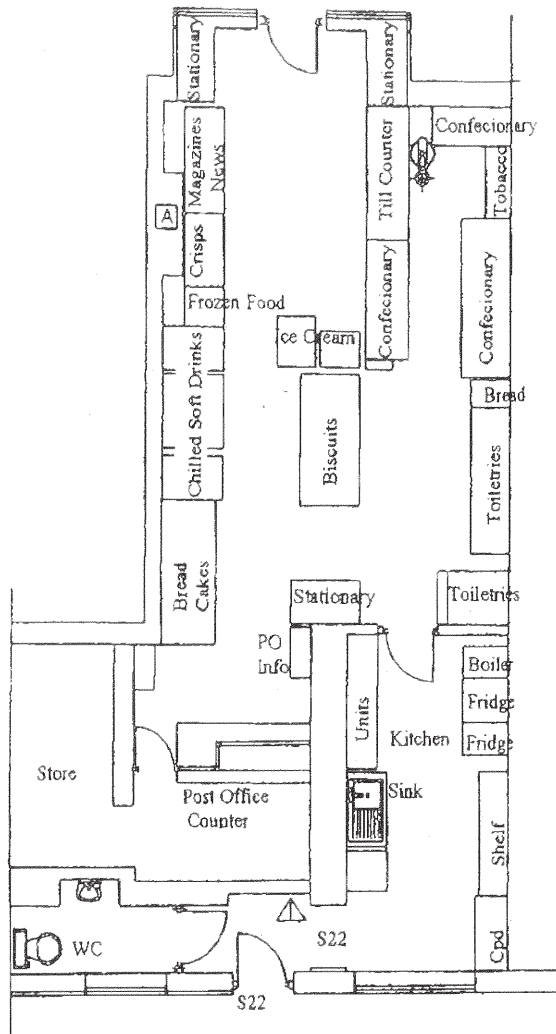 Stationary
Stationary
Confecionary
Magazines
News
Till Counter
Tobacco
A
Crisps
Confecionary
Confecionary
Frozen Food
ce Cream
Chilled Soft Drinks
Bread
Biscuits
Toiletries
Bread
Cakes
Stationary
Toiletries
PO
Info
Boiler
Fridge
Units
Kitchen
Fridge
Store
Sink
Post Office
Counter
Shelf
WC
S22
Cpd
S22